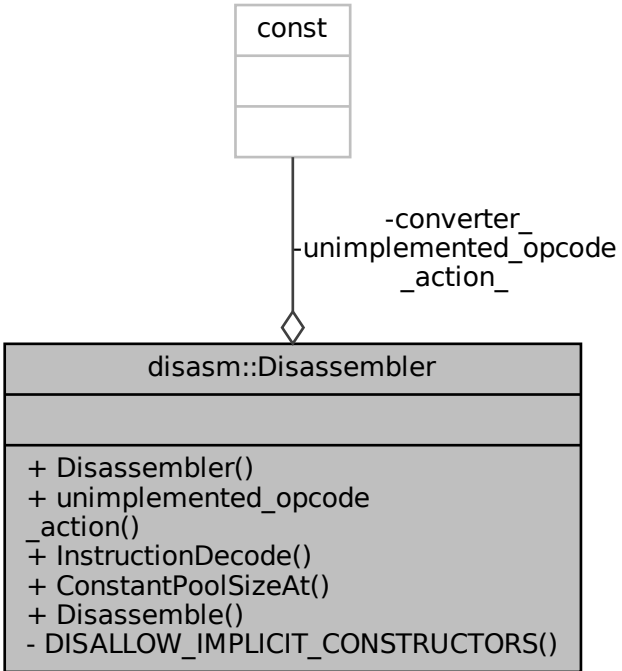 const
-converter_
-unimplemented_opcode
_action_
disasm::Disassembler
+ Disassembler()
+ unimplemented_opcode
_action()
+ InstructionDecode()
+ ConstantPoolSizeAt()
+ Disassemble()
- DISALLOW_IMPLICIT_CONSTRUCTORS()